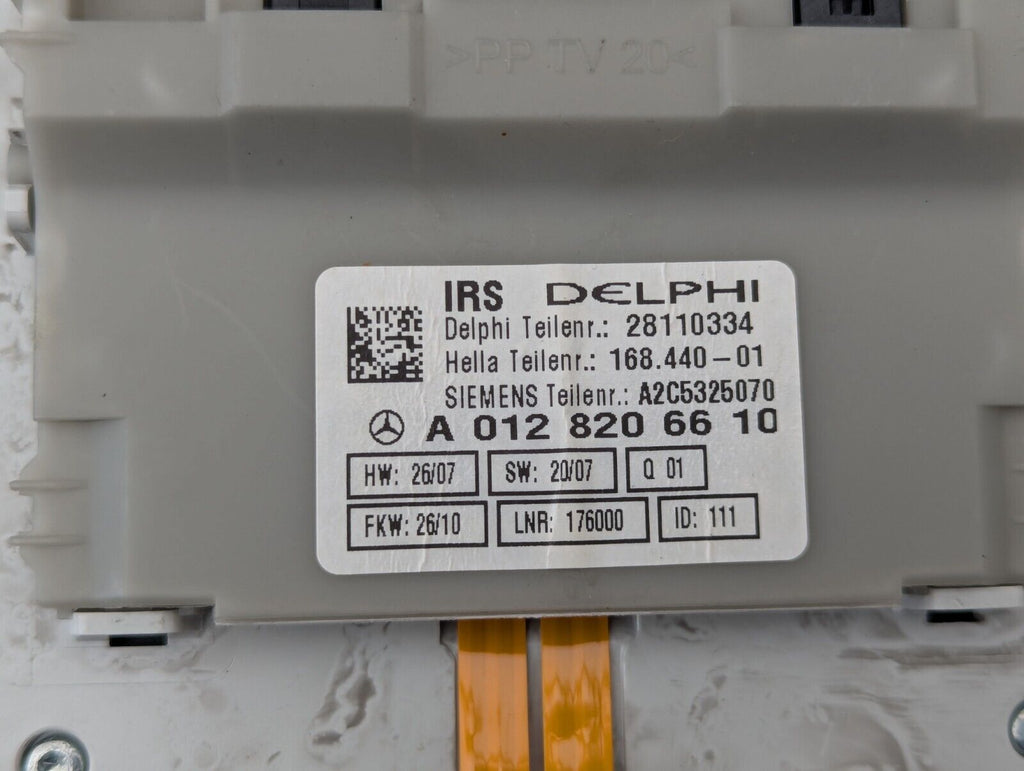 >PP TV 20<
IRS DELPHI
Delphi Teilenr.: 28110334
Hella Teilenr.: 168.440-01
SIEMENS Teilenr.: A2C5325070
A 012 820 66 10
HW: 26/07 SW: 20/07 Q 01
FKW: 26/10 LNR: 176000 ID: 111